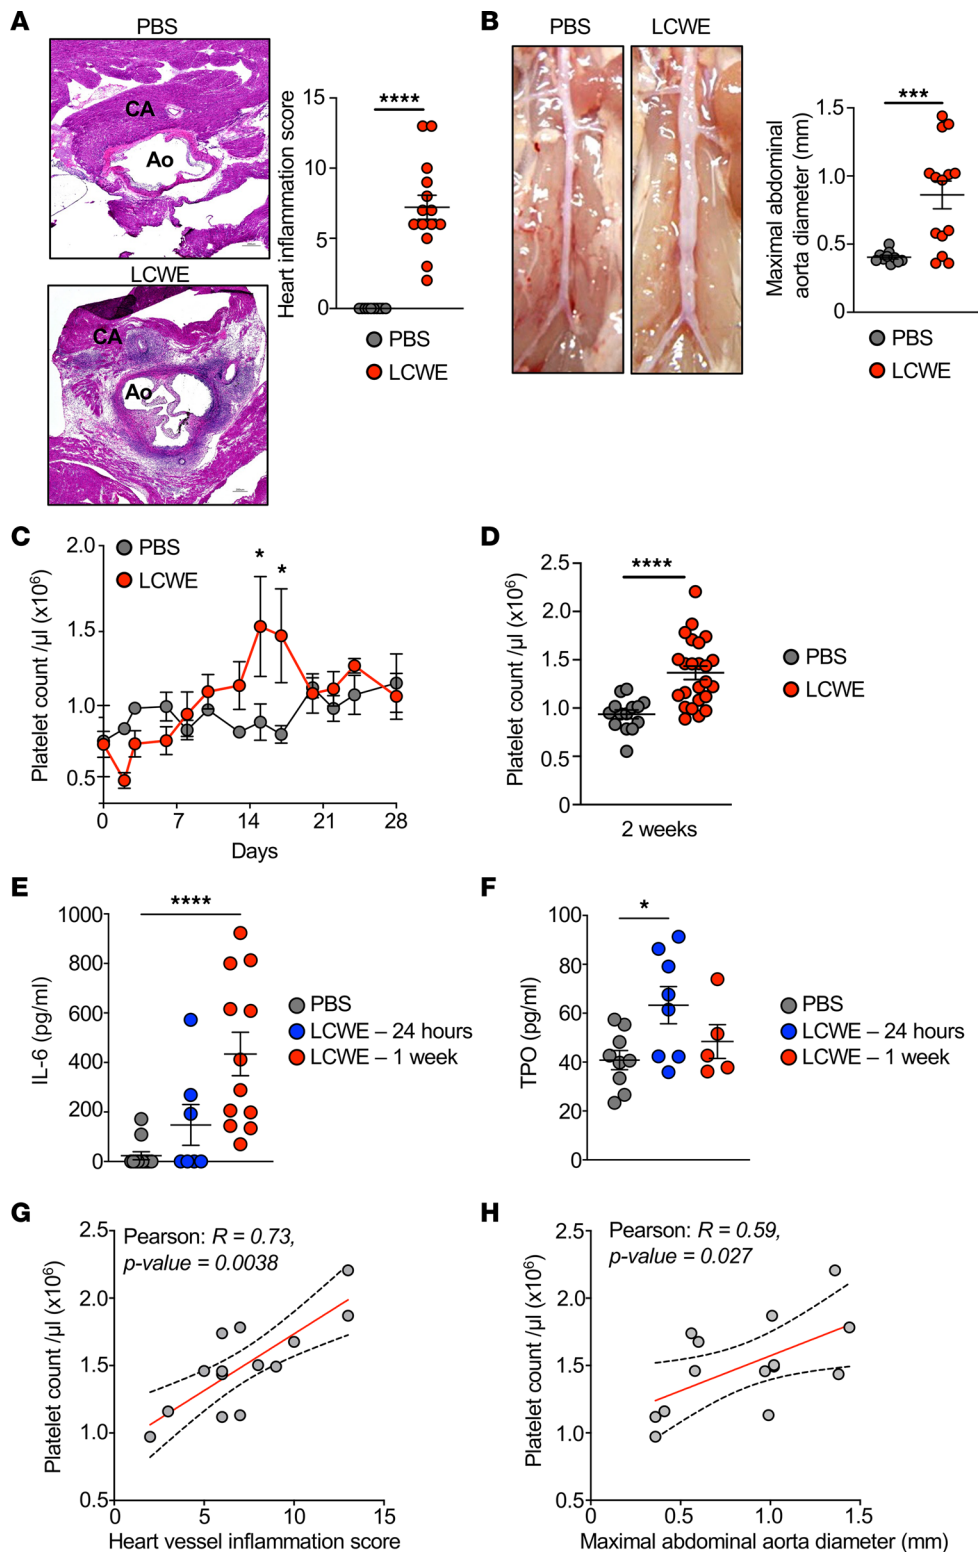 A
PBS
CA
Ao
LCWE
CA
Ao
Heart inflammation score
15
10
5
0
****
PBS
LCWE
B
PBS
LCWE
Maximal abdominal
aorta diameter (mm)
1.5
1.0
0.5
0
***
PBS
LCWE
C
Platelet count /µl (x10⁶)
2.0
1.5
1.0
0.5
PBS
LCWE
*
*
0
7
14
21
28
Days
D
Platelet count /µl (x10⁶)
2.5
2.0
1.5
1.0
0.5
0
****
2 weeks
PBS
LCWE
E
IL-6 (pg/ml)
1000
800
600
400
200
0
****
PBS
LCWE – 24 hours
LCWE – 1 week
F
TPO (pg/ml)
100
80
60
40
20
0
*
PBS
LCWE – 24 hours
LCWE – 1 week
G
Platelet count /µl (x10⁶)
2.5
2.0
1.5
1.0
0.5
Pearson: R = 0.73,
p-value = 0.0038
0
5
10
15
Heart vessel inflammation score
H
Platelet count /µl (x10⁶)
2.5
2.0
1.5
1.0
0.5
Pearson: R = 0.59,
p-value = 0.027
0.0
0.5
1.0
1.5
Maximal abdominal aorta diameter (mm)